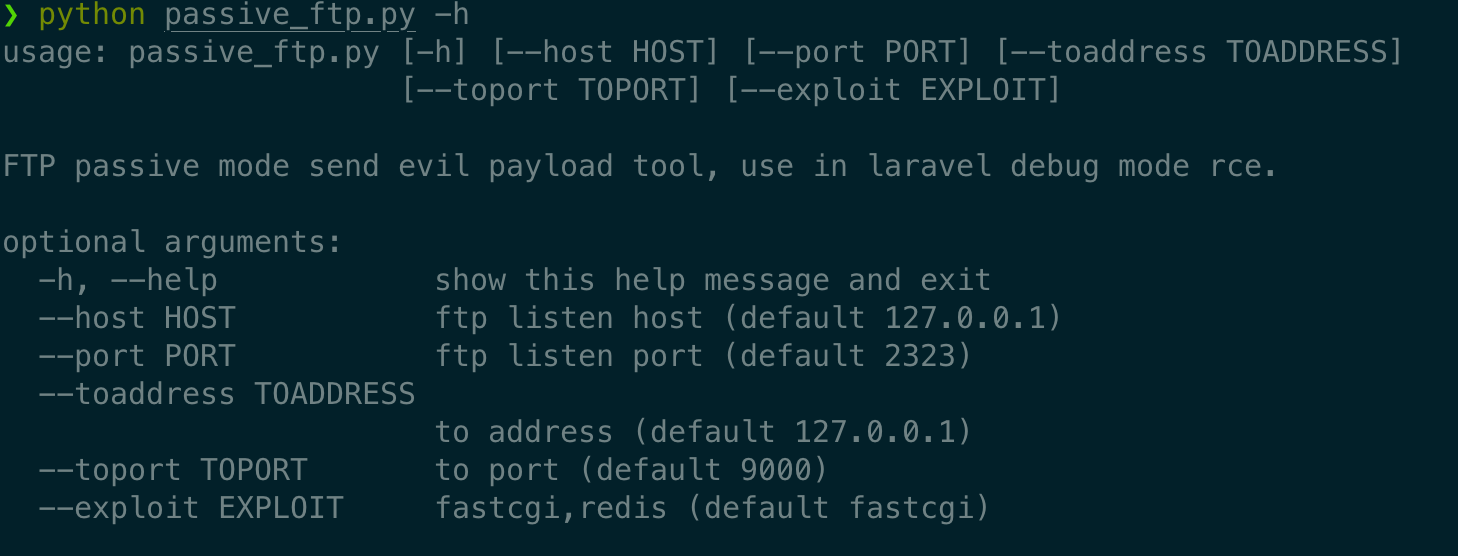 ❯ python passive_ftp.py -h
usage: passive_ftp.py [-h] [--host HOST] [--port PORT] [--toaddress TOADDRESS]
[--toport TOPORT] [--exploit EXPLOIT]
FTP passive mode send evil payload tool, use in laravel debug mode rce.
optional arguments:
-h, --help show this help message and exit
--host HOST ftp listen host (default 127.0.0.1)
--port PORT ftp listen port (default 2323)
--toaddress TOADDRESS
to address (default 127.0.0.1)
--toport TOPORT to port (default 9000)
--exploit EXPLOIT fastcgi,redis (default fastcgi)